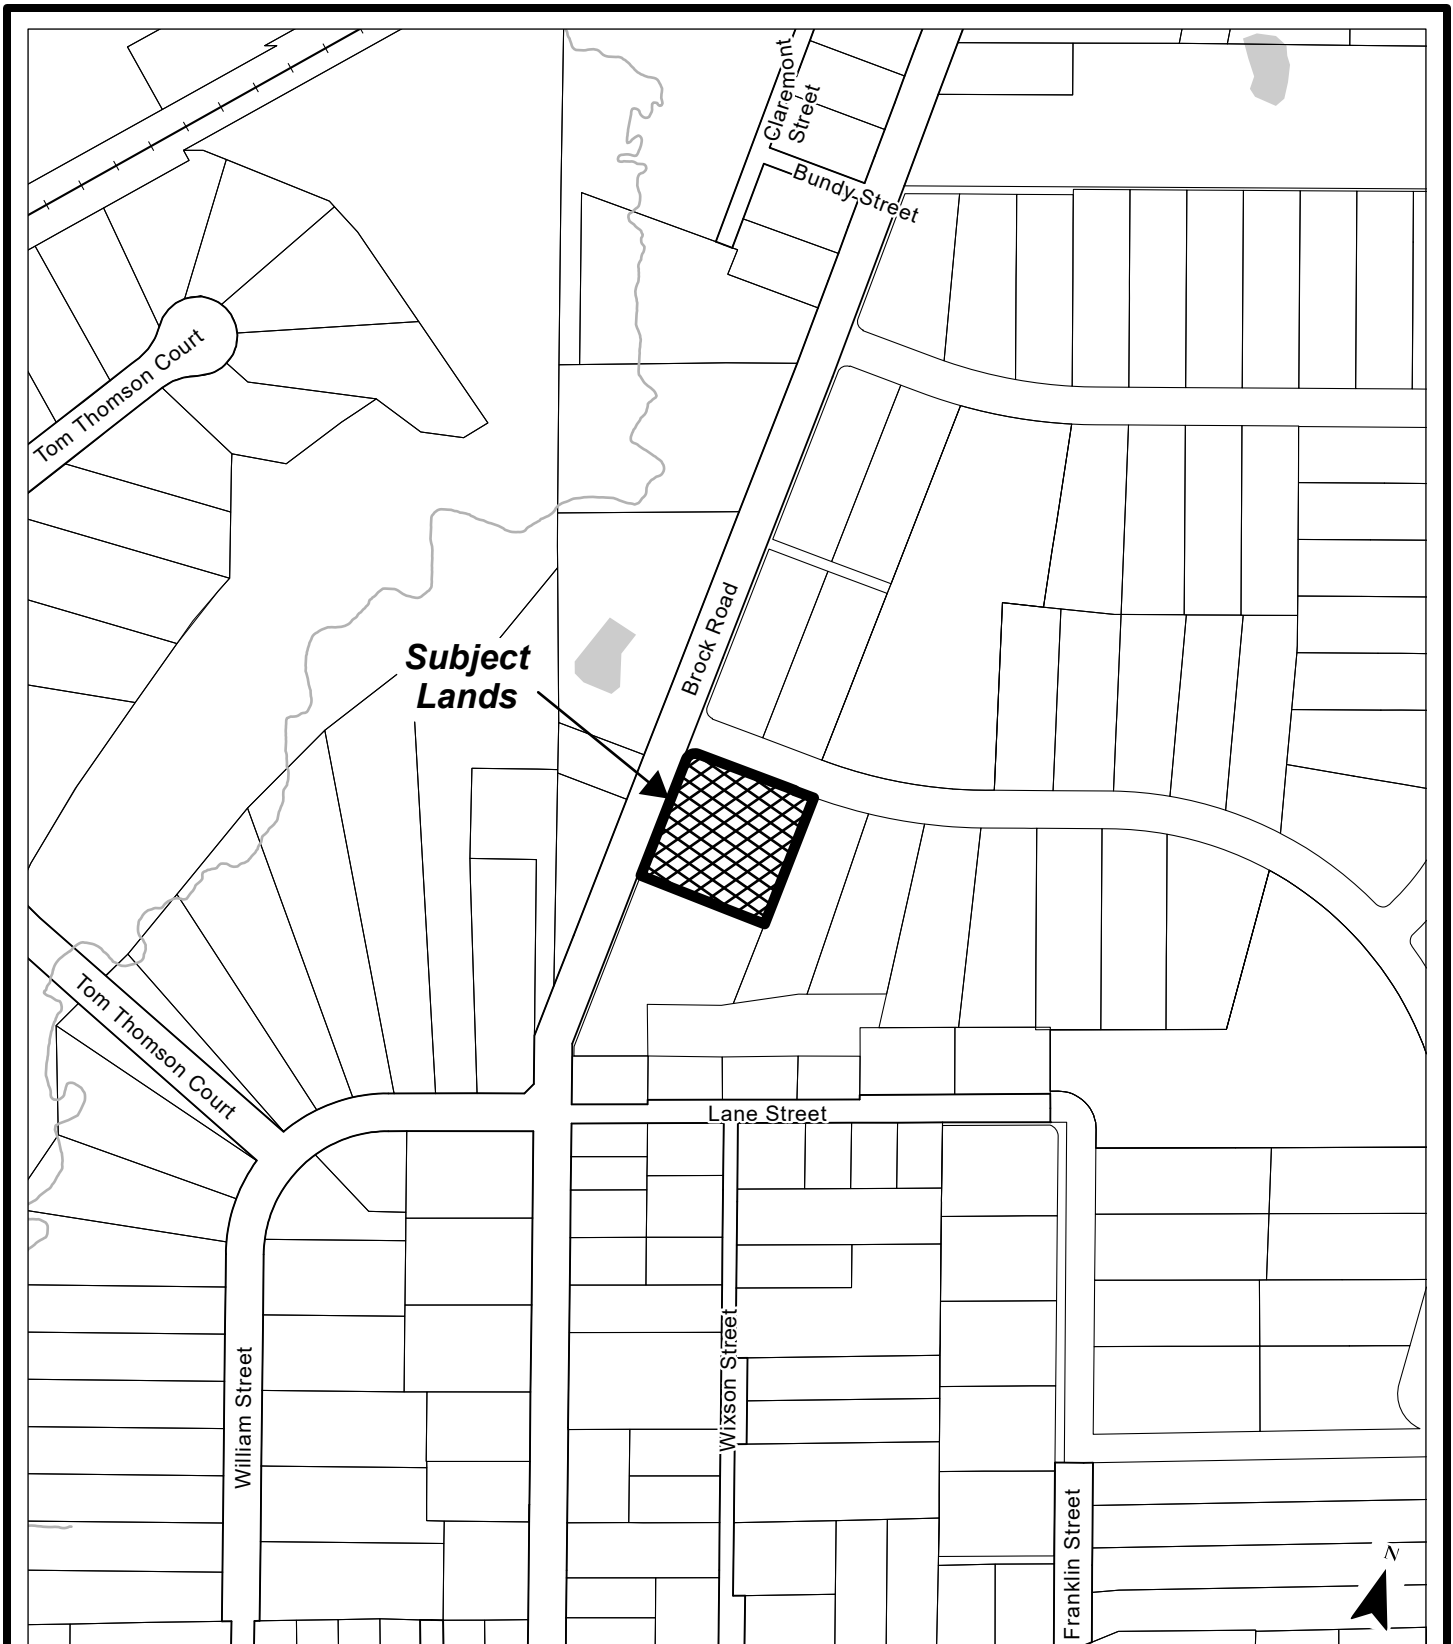 Claremont
Street
Bundy Street
Tom Thomson Court
Brock Road
Subject
Lands
Tom Thomson Court
Lane Street
Wixson Street
William Street
Franklin Street
N